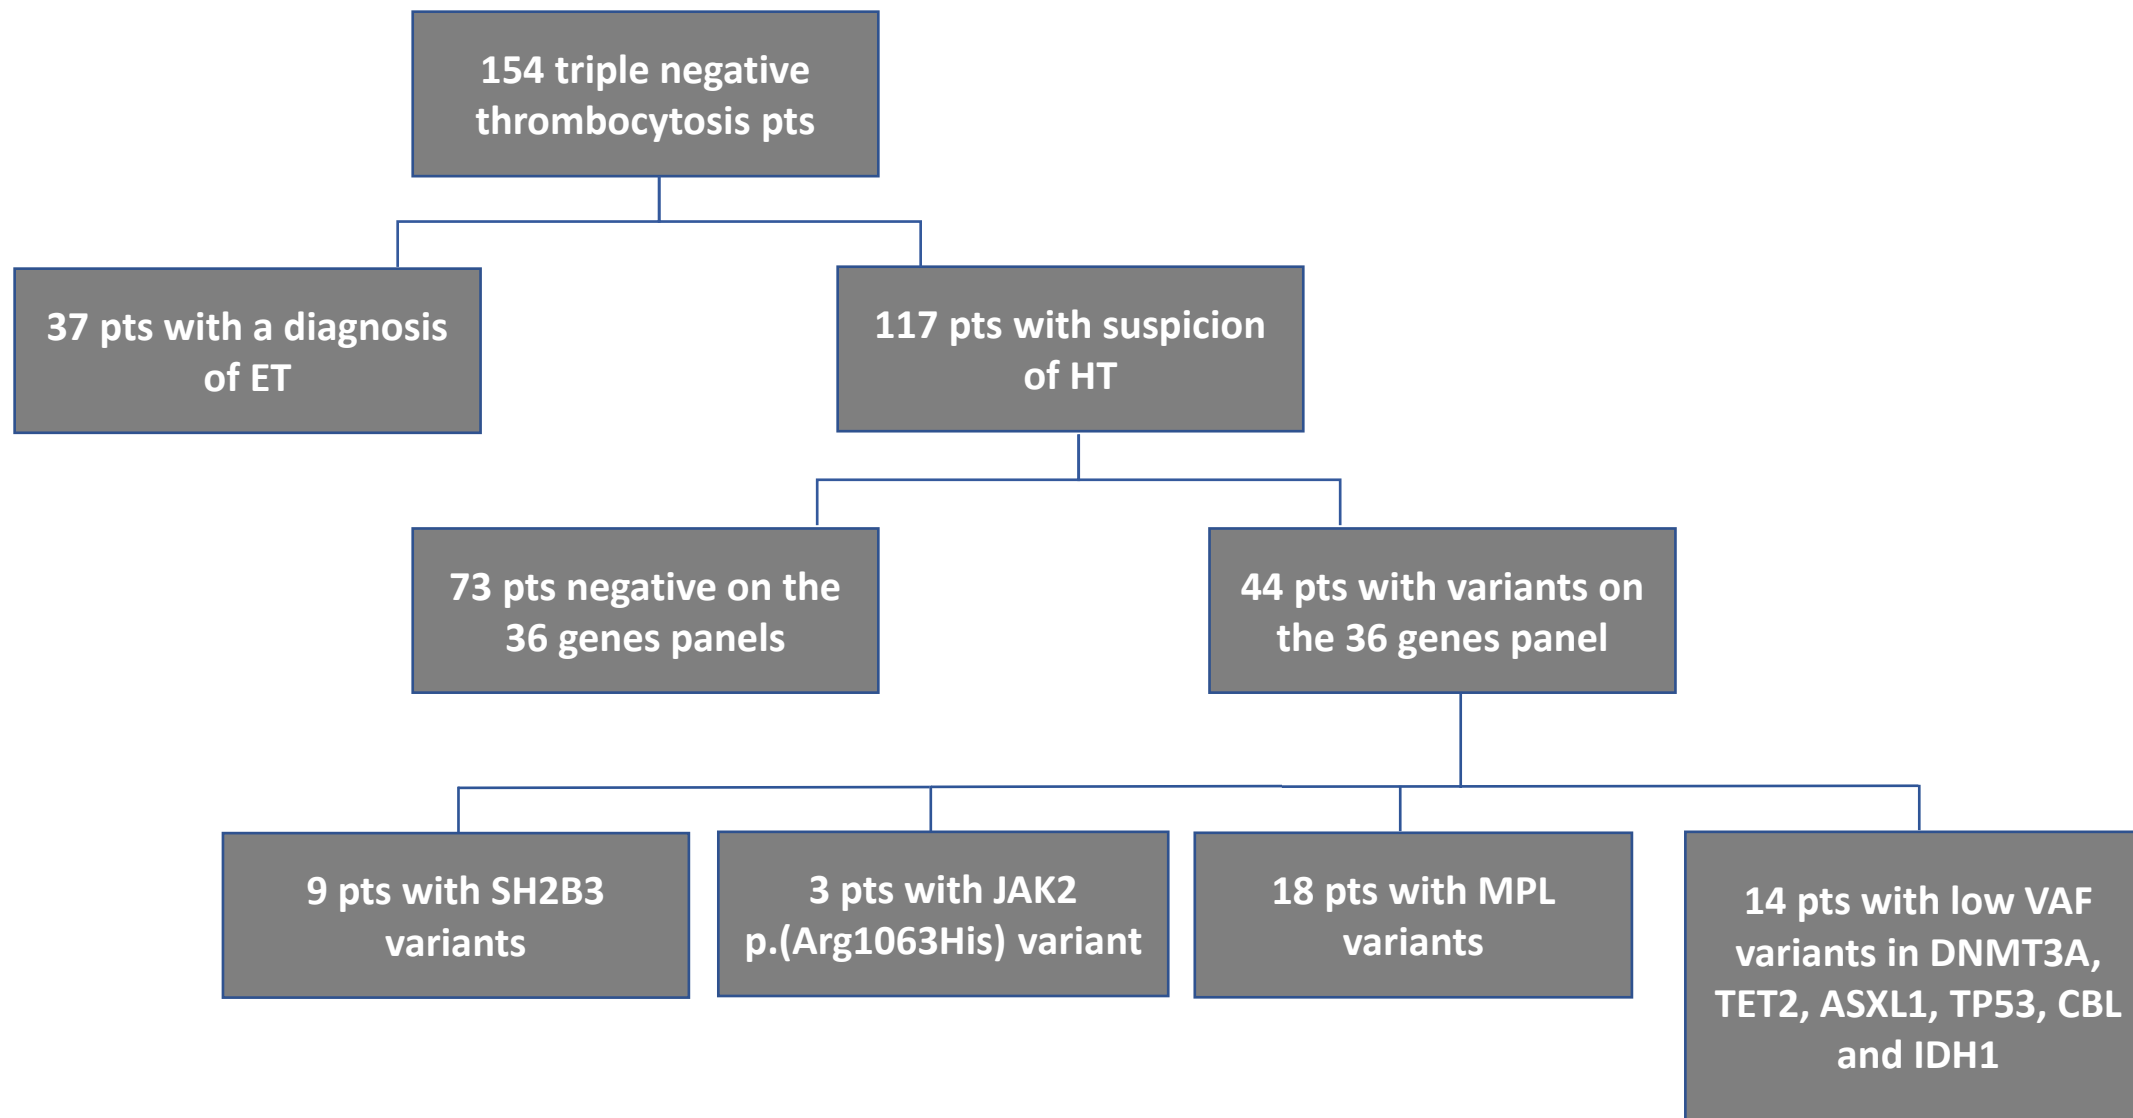 154 triple negative
thrombocytosis pts
37 pts with a diagnosis
of ET
117 pts with suspicion
of HT
73 pts negative on the
36 genes panels
44 pts with variants on
the 36 genes panel
9 pts with SH2B3
variants
3 pts with JAK2
p.(Arg1063His) variant
18 pts with MPL
variants
14 pts with low VAF
variants in DNMT3A,
TET2, ASXL1, TP53, CBL
and IDH1